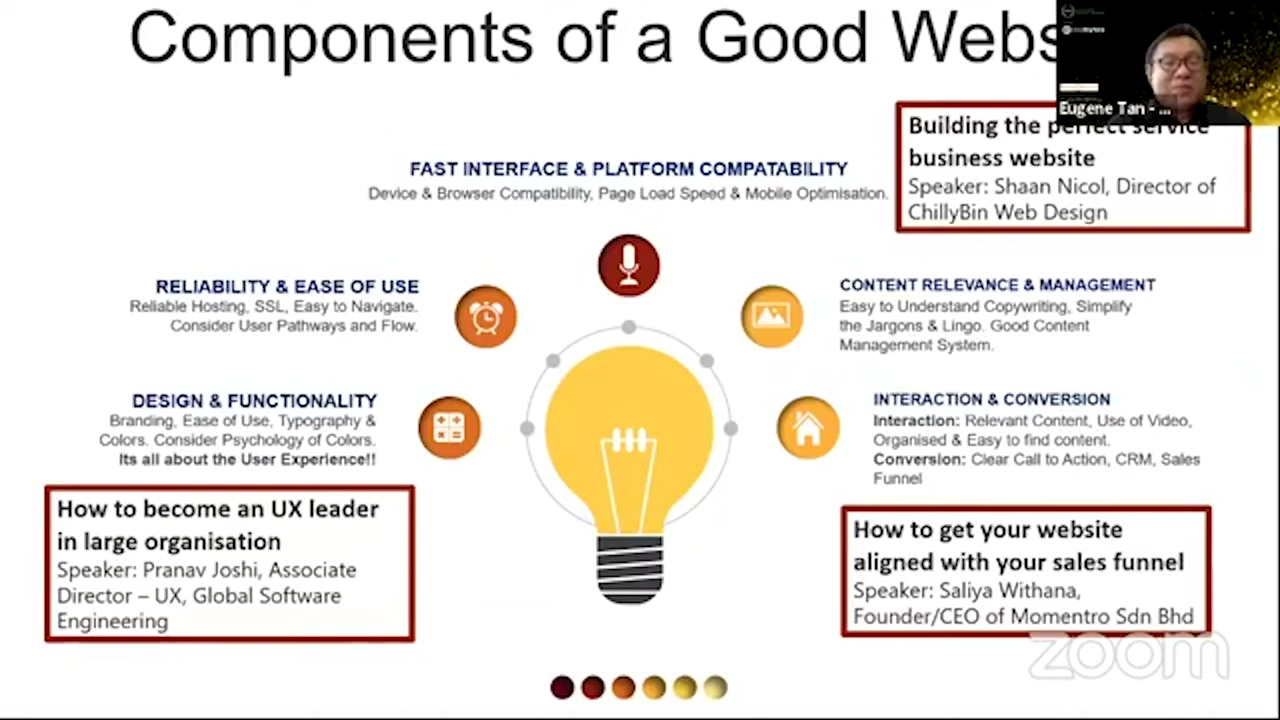 Components of a Good Webs
Eugene Tan - ...
Building the perfect service
business website
Speaker: Shaan Nicol, Director of
ChillyBin Web Design
FAST INTERFACE & PLATFORM COMPATABILITY
Device & Browser Compatibility, Page Load Speed & Mobile Optimisation.
RELIABILITY & EASE OF USE
Reliable Hosting, SSL, Easy to Navigate.
Consider User Pathways and Flow.
CONTENT RELEVANCE & MANAGEMENT
Easy to Understand Copywriting, Simplify
the Jargons & Lingo. Good Content
Management System.
DESIGN & FUNCTIONALITY
Branding, Ease of Use, Typography &
Colors. Consider Psychology of Colors.
Its all about the User Experience!!
INTERACTION & CONVERSION
Interaction: Relevant Content, Use of Video,
Organised & Easy to find content.
Conversion: Clear Call to Action, CRM, Sales
Funnel
How to become an UX leader
in large organisation
Speaker: Pranav Joshi, Associate
Director – UX, Global Software
Engineering
How to get your website
aligned with your sales funnel
Speaker: Saliya Withana,
Founder/CEO of Momentro Sdn Bhd
zoom